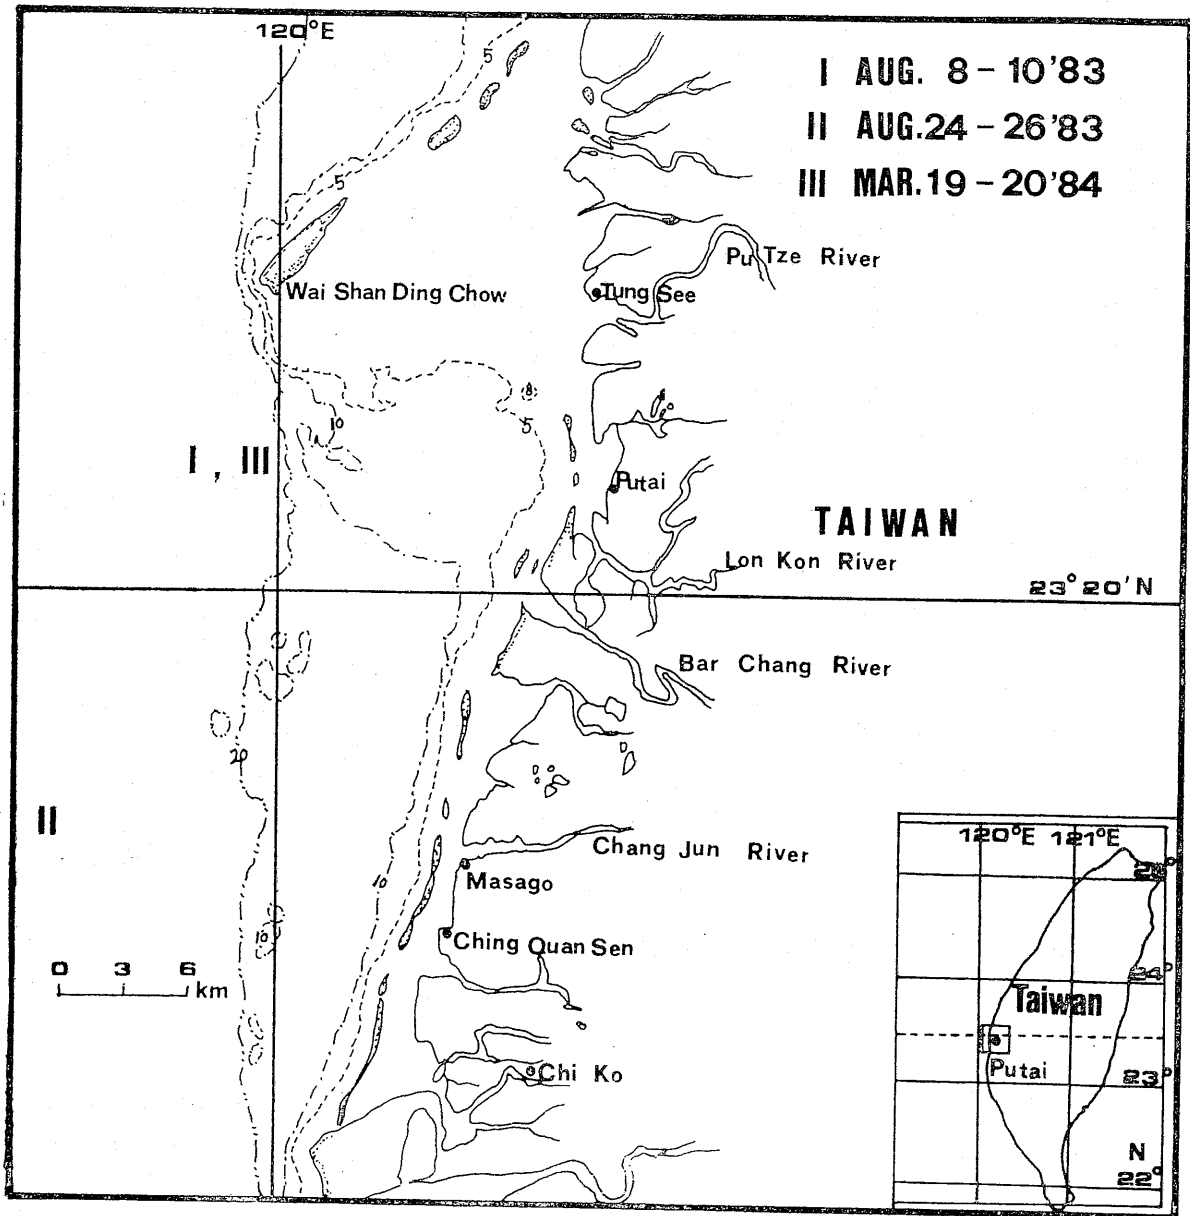 120°E
I AUG. 8-10'83
II AUG.24-26'83
III MAR.19-20'84
5
5
Pu Tze River
Wai Shan Ding Chow
Tung See
8
10
5
I, III
Putai
TAIWAN
Lon Kon River
23°20'N
Bar Chang River
20
II
Chang Jun River
10
Masago
10
Ching Quan Sen
0 3 6 km
Chi Ko
120°E 121°E
24°
Taiwan
Putai
23°
N
22°